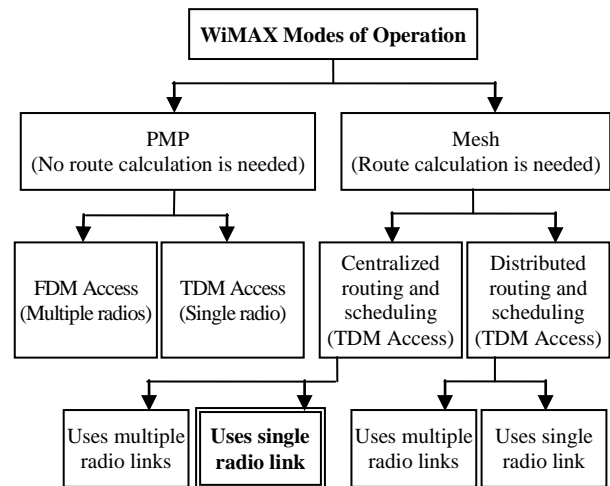 WiMAX Modes of Operation
PMP
(No route calculation is needed)
Mesh
(Route calculation is needed)
FDM Access
(Multiple radios)
TDM Access
(Single radio)
Centralized
routing and
scheduling
(TDM Access)
Distributed
routing and
scheduling
(TDM Access)
Uses multiple
radio links
Uses single
radio link
Uses multiple
radio links
Uses single
radio link